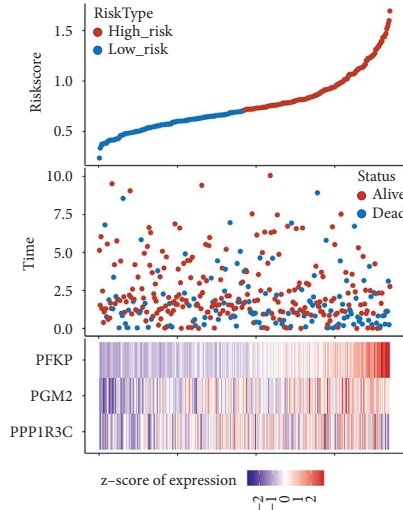 RiskType
High_risk
Low_risk
Riskscore
1.5
1.0
0.5
Status
Alive
Dead
Time
10.0
7.5
5.0
2.5
0.0
PFKP
PGM2
PPP1R3C
z–score of expression
–2
–1
0
1
2